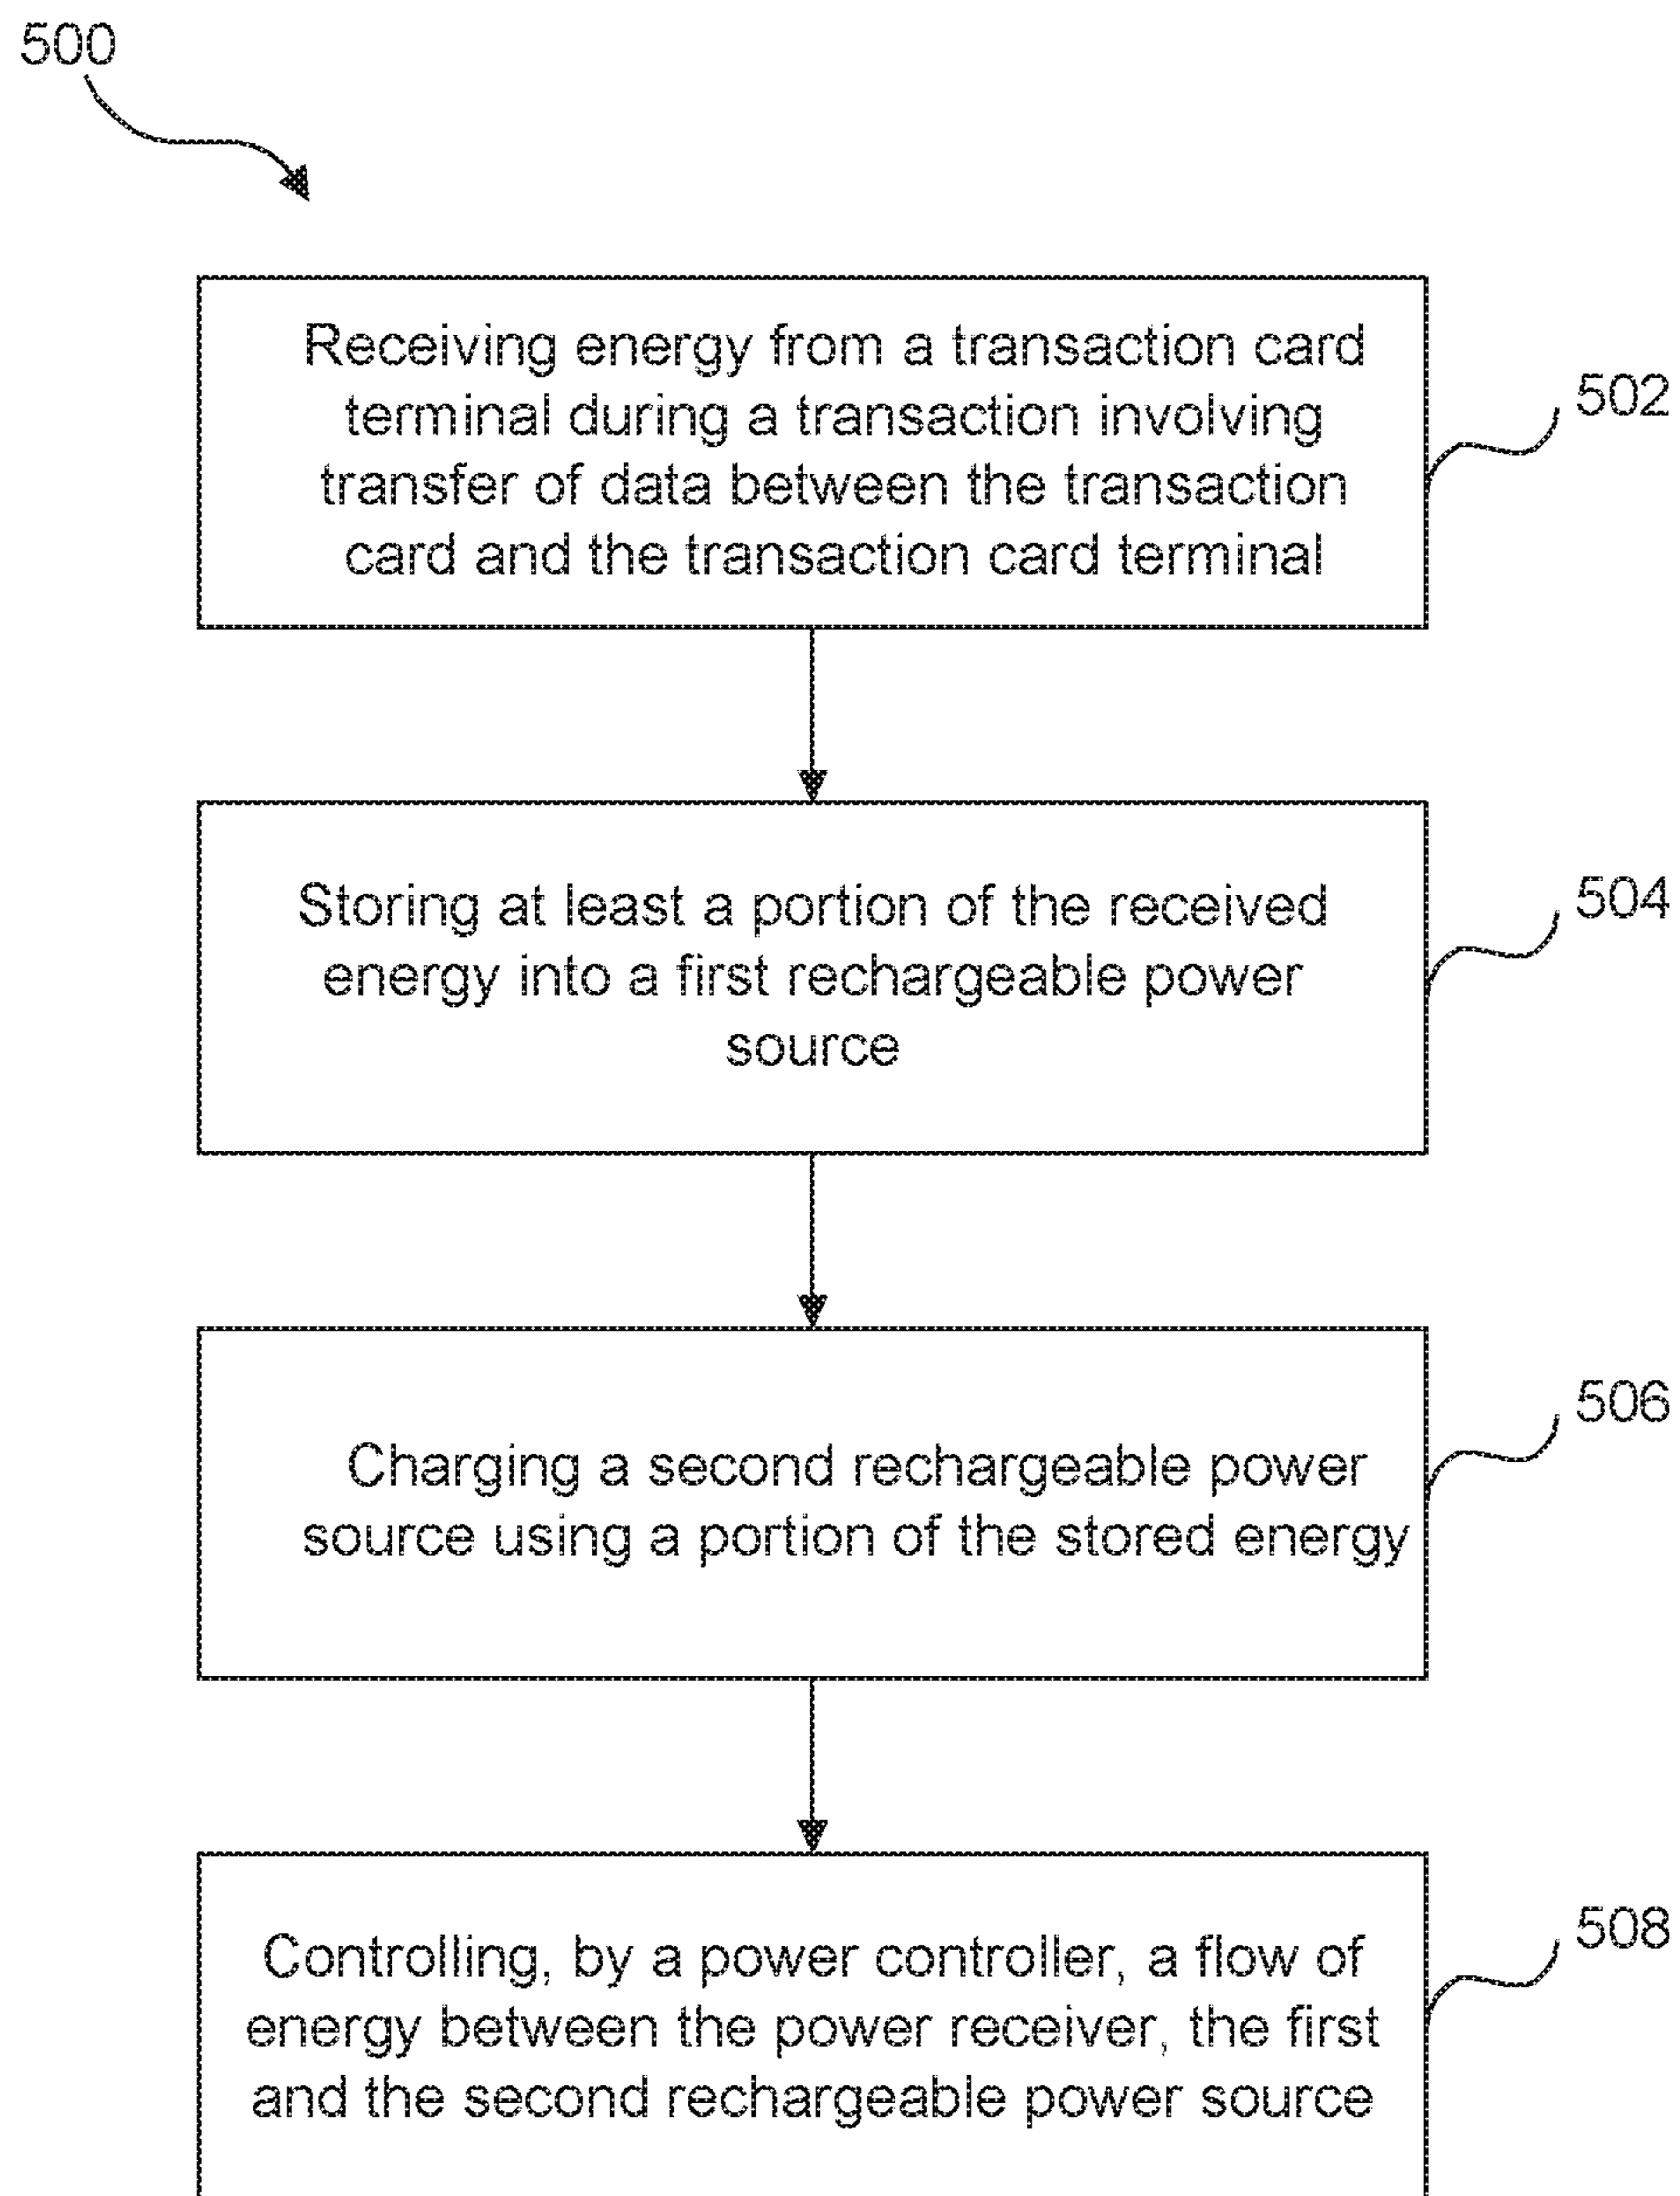 500
Receiving energy from a transaction card
terminal during a transaction involving
transfer of data between the transaction
card and the transaction card terminal
502
Storing at least a portion of the received
energy into a first rechargeable power
source
504
Charging a second rechargeable power
source using a portion of the stored energy
506
Controlling, by a power controller, a flow of
energy between the power receiver, the first
and the second rechargeable power source
508